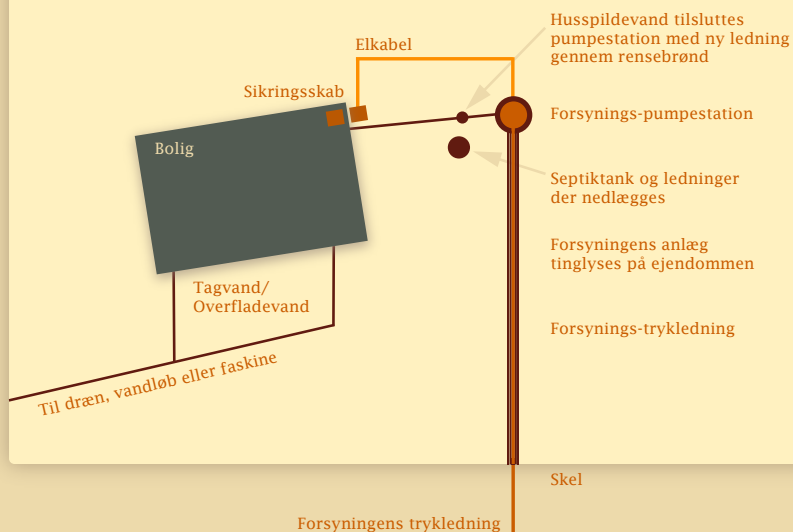 Husspildevand tilsluttes
pumpestation med ny ledning
gennem rensebrønd
Elkabel
Sikringsskab
Forsynings-pumpestation
Bolig
Septiktank og ledninger
der nedlægges
Forsyningens anlæg
tinglyses på ejendommen
Tagvand/
Overfladevand
Forsynings-trykledning
Til dræn, vandløb eller faskine
Skel
Forsyningens trykledning